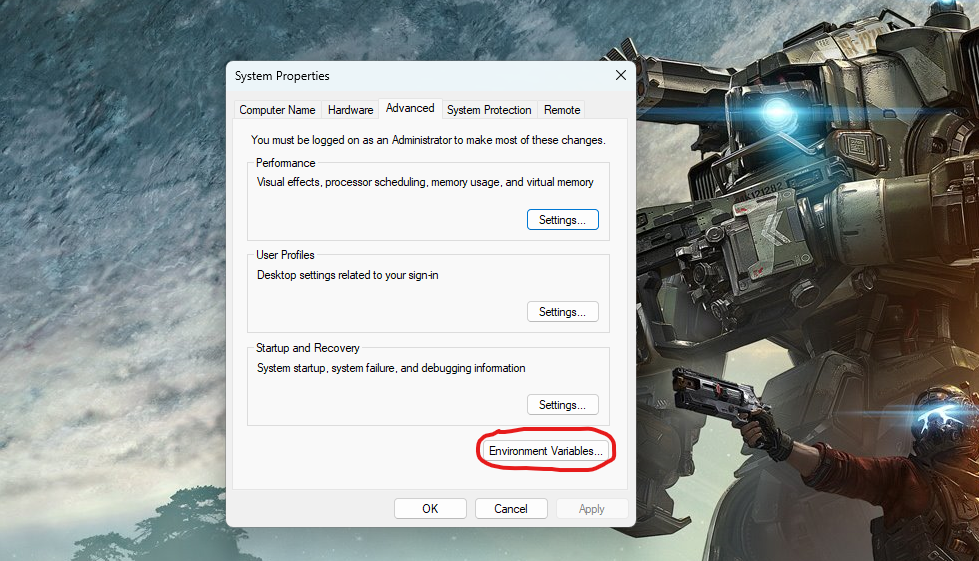 System Properties
Computer Name Hardware Advanced System Protection Remote
You must be logged on as an Administrator to make most of these changes.
Performance
Visual effects, processor scheduling, memory usage, and virtual memory
Settings...
User Profiles
Desktop settings related to your sign-in
Settings...
Startup and Recovery
System startup, system failure, and debugging information
Settings...
Environment Variables...
OK Cancel Apply